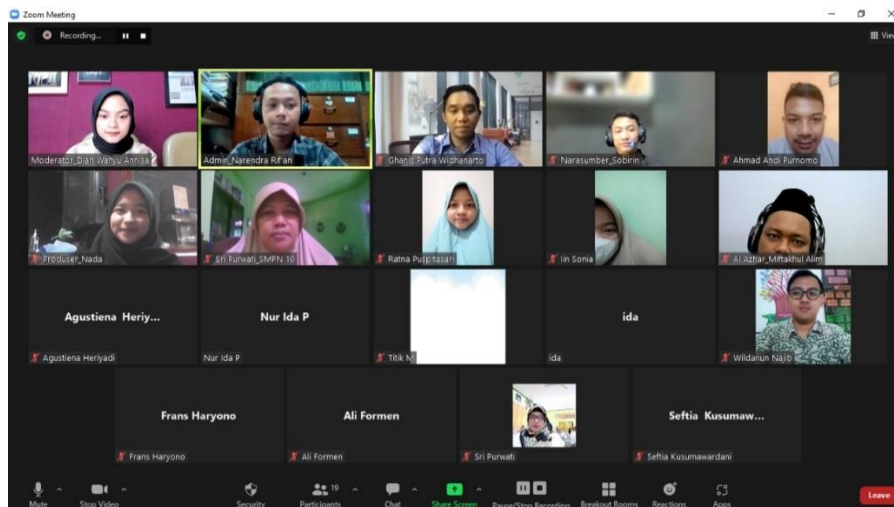 Zoom Meeting
Recording...
View
Moderator_Diah Wahyu Annisa
Admin_Narendra Rif'an
Ghanis Putra Widhanarto
Narasumber_Sobirin
Ahmad Andi Purnomo
Produser_Nada
Sri Purwati_SMPN 10
Ratna Puspitasari
Iin Sonia
Al Azhar_Miftakhul Alim
Agustiena Heriy...
Agustiena Heriyadi
Nur Ida P
Nur Ida P
Titik M
ida
ida
Wildanun Najib
Frans Haryono
Frans Haryono
Ali Formen
Ali Formen
Sri Purwati
Seftia Kusumaw...
Seftia Kusumawardani
Mute
Stop Video
Security
Participants
19
Chat
Share Screen
Pause/Stop Recording
Breakout Rooms
Reactions
Apps
Leave